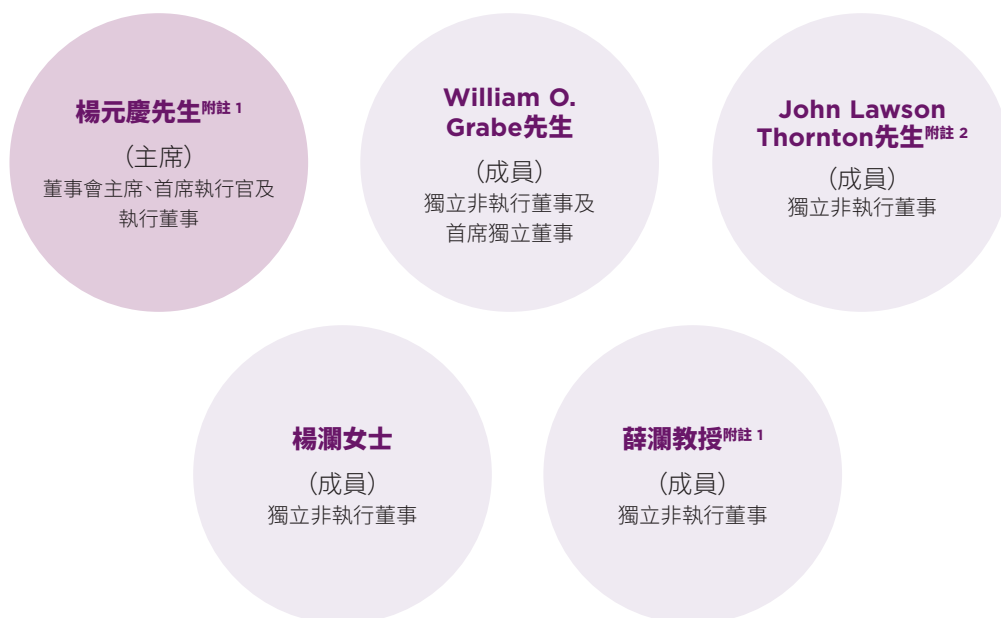 楊元慶先生附註 1
（主席）
董事會主席、首席執行官及
執行董事
William O.
Grabe先生
（成員）
獨立非執行董事及
首席獨立董事
John Lawson
Thornton先生附註 2
（成員）
獨立非執行董事
楊瀾女士
（成員）
獨立非執行董事
薛瀾教授附註 1
（成員）
獨立非執行董事